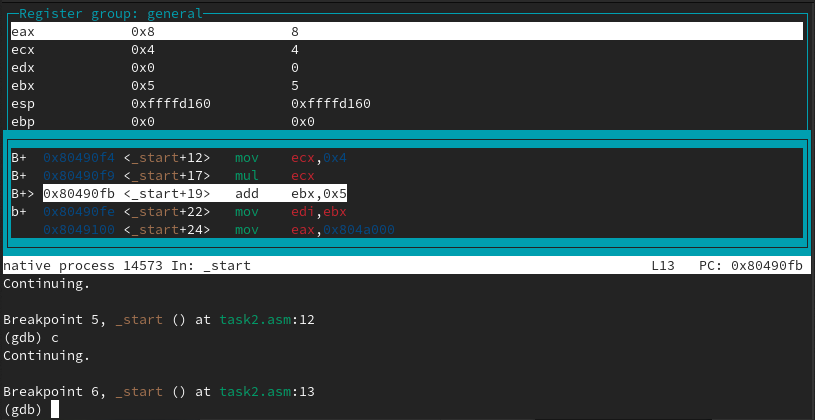 Register group: general
eax 0x8 8
ecx 0x4 4
edx 0x0 0
ebx 0x5 5
esp 0xffffd160 0xffffd160
ebp 0x0 0x0
B+ 0x80490f4 <_start+12> mov ecx,0x4
B+ 0x80490f9 <_start+17> mul ecx
B+> 0x80490fb <_start+19> add ebx,0x5
b+ 0x80490fe <_start+22> mov edi,ebx
0x8049100 <_start+24> mov eax,0x804a000
native process 14573 In: _start L13 PC: 0x80490fb
Continuing.
Breakpoint 5, _start () at task2.asm:12
(gdb) c
Continuing.
Breakpoint 6, _start () at task2.asm:13
(gdb)